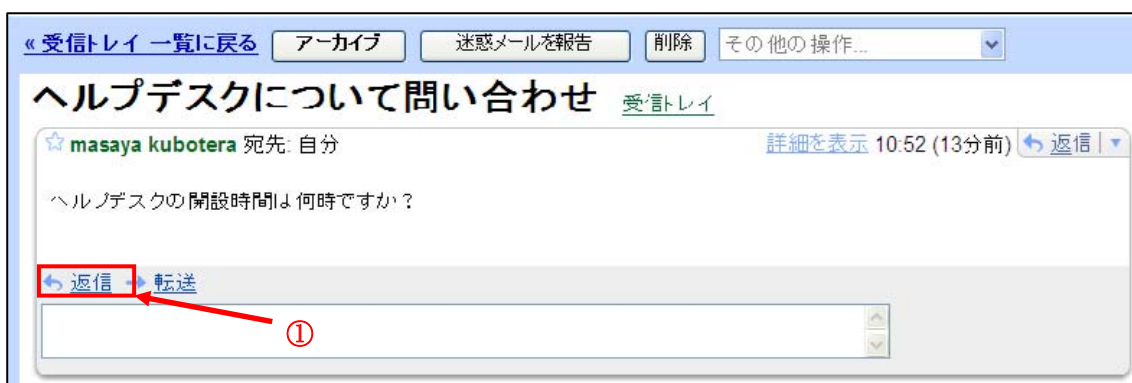 « 受信トレイ 一覧に戻る アーカイブ 迷惑メールを報告 削除 その他の操作...
ヘルプデスクについて問い合わせ 受信トレイ
masaya kubotera 宛先: 自分 詳細を表示 10:52 (13分前) 返信
ヘルプデスクの開設時間は何時ですか？
返信 転送
①